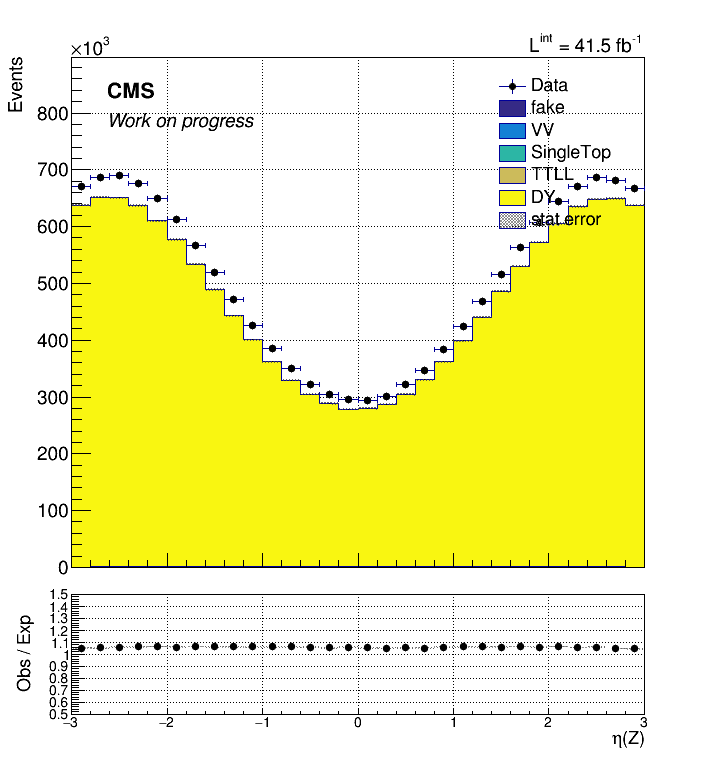 ×10³
L^int = 41.5 fb⁻¹
Events
CMS
Work on progress
Data
fake
VV
SingleTop
TTLL
DY
stat.error
800
700
600
500
400
300
200
100
0
Obs / Exp
1.5
1.4
1.3
1.2
1.1
1
0.9
0.8
0.7
0.6
0.5
−3 −2 −1 0 1 2 3
η(Z)